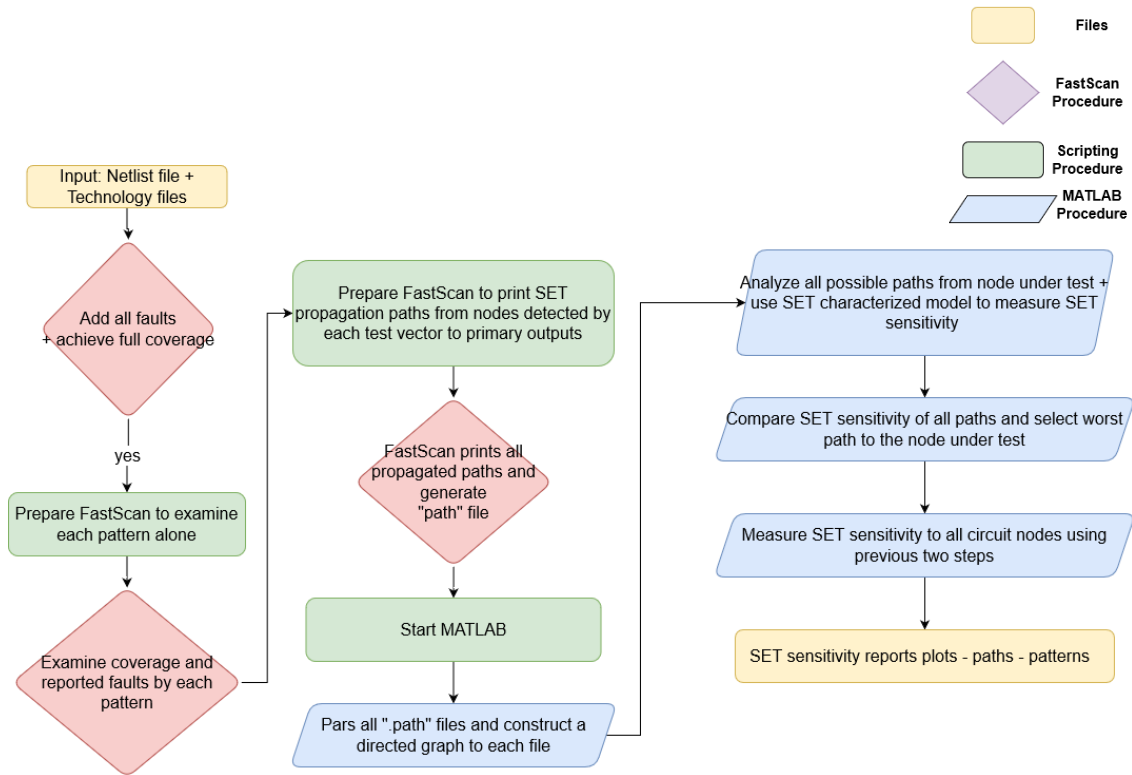 Files
FastScan
Procedure
Scripting
Procedure
MATLAB
Procedure
Input: Netlist file +
Technology files
Add all faults
+ achieve full coverage
yes
Prepare FastScan to examine
each pattern alone
Examine coverage and
reported faults by each
pattern
Prepare FastScan to print SET
propagation paths from nodes detected by
each test vector to primary outputs
FastScan prints all
propagated paths and
generate
"path" file
Start MATLAB
Pars all ".path" files and construct a
directed graph to each file
Analyze all possible paths from node under test +
use SET characterized model to measure SET
sensitivity
Compare SET sensitivity of all paths and select worst
path to the node under test
Measure SET sensitivity to all circuit nodes using
previous two steps
SET sensitivity reports plots - paths - patterns